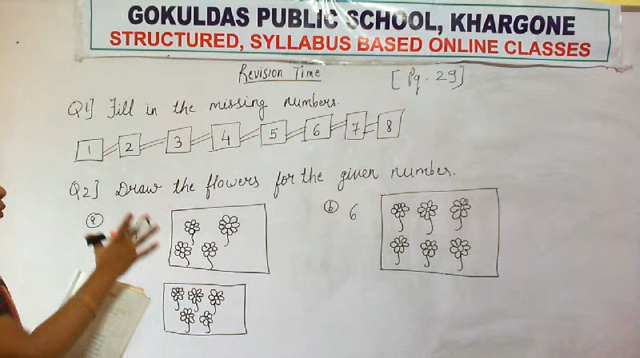 GOKULDAS PUBLIC SCHOOL, KHARGONE
STRUCTURED, SYLLABUS BASED ONLINE CLASSES
Revision Time [Pg. 29]
Q1] Fill in the missing numbers.
1 2 3 4 5 6 7 8
Q2] Draw the flowers for the given number.
(a) (b) 6